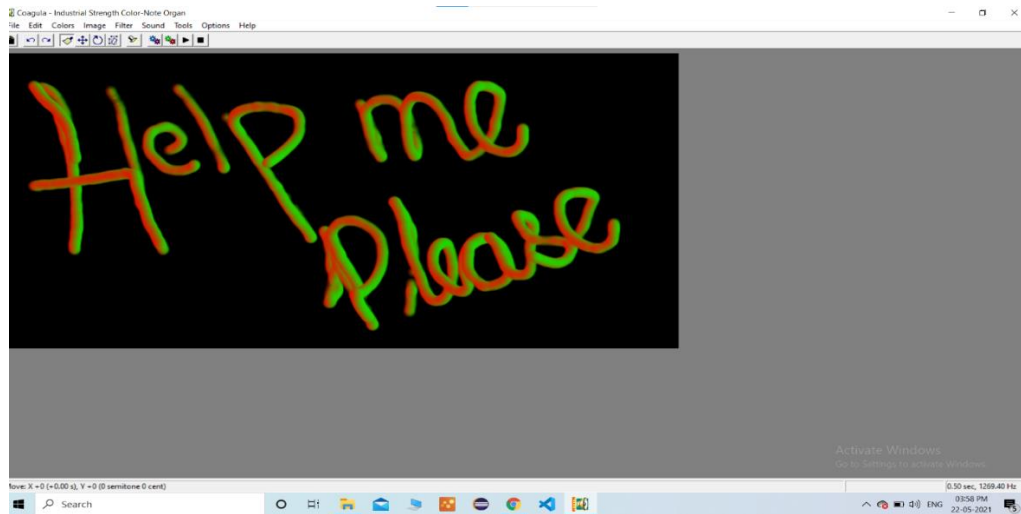 Coagula - Industrial Strength Color-Note Organ
File Edit Colors Image Filter Sound Tools Options Help
Help me
please
Activate Windows
Go to Settings to activate Windows.
Move: X +0 (+0.00 s), Y +0 (0 semitone 0 cent)
0.50 sec, 1269.40 Hz
Search
ENG
03:58 PM
22-05-2021
5